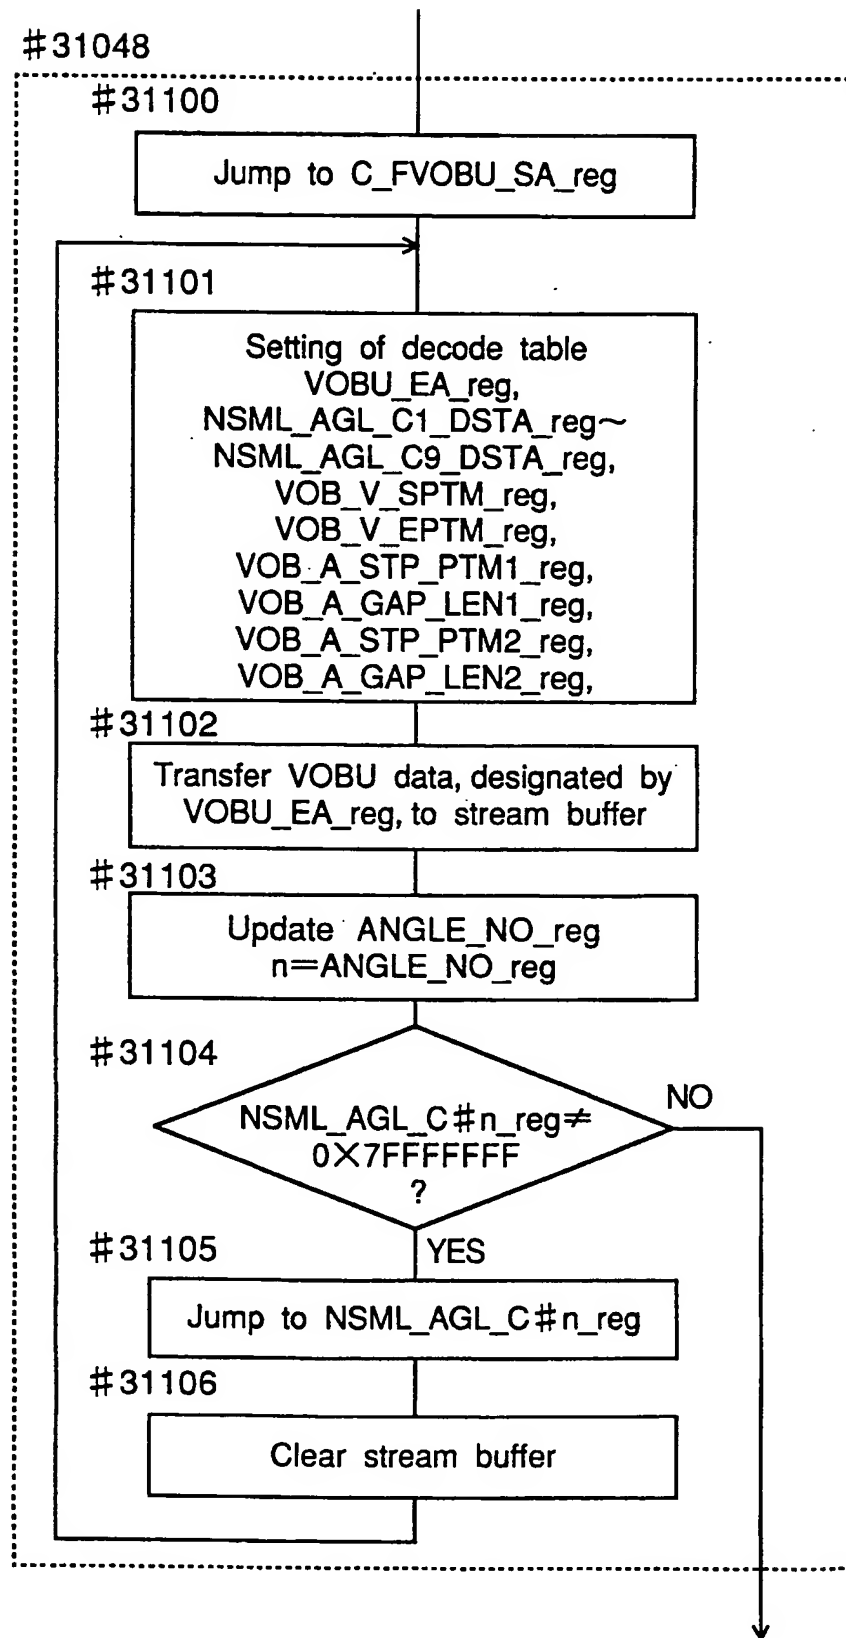 #31048
#31100
Jump to C_FVOBU_SA_reg
#31101
Setting of decode table
VOBU_EA_reg,
NSML_AGL_C1_DSTA_reg~
NSML_AGL_C9_DSTA_reg,
VOB_V_SPTM_reg,
VOB_V_EPTM_reg,
VOB_A_STP_PTM1_reg,
VOB_A_GAP_LEN1_reg,
VOB_A_STP_PTM2_reg,
VOB_A_GAP_LEN2_reg,
#31102
Transfer VOBU data, designated by
VOBU_EA_reg, to stream buffer
#31103
Update ANGLE_NO_reg
n=ANGLE_NO_reg
#31104
NSML_AGL_C#n_reg≠
0×7FFFFFFF
?
NO
YES
#31105
Jump to NSML_AGL_C#n_reg
#31106
Clear stream buffer